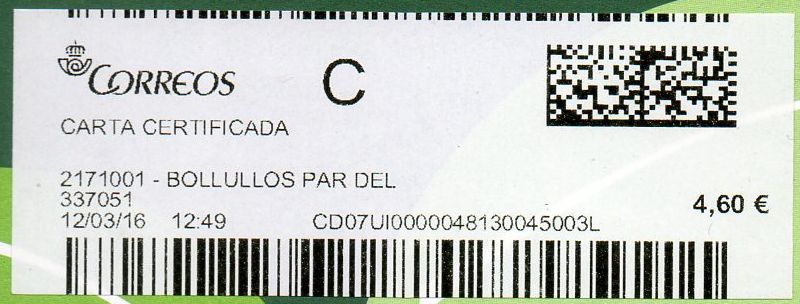 CORREOS
C
CARTA CERTIFICADA
2171001 - BOLLULLOS PAR DEL
337051
4,60 €
12/03/16 12:49 CD07UI0000048130045003L